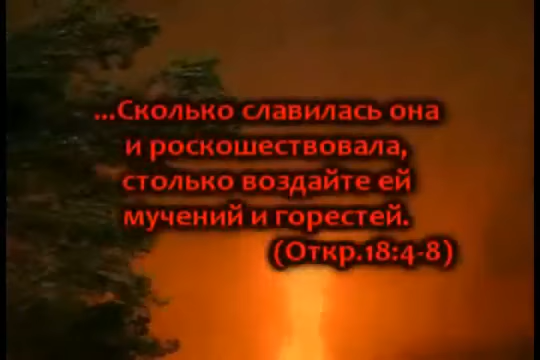 ...Сколько славилась она
и роскошествовала,
столько воздайте ей
мучений и горестей.
(Откр.18:4-8)